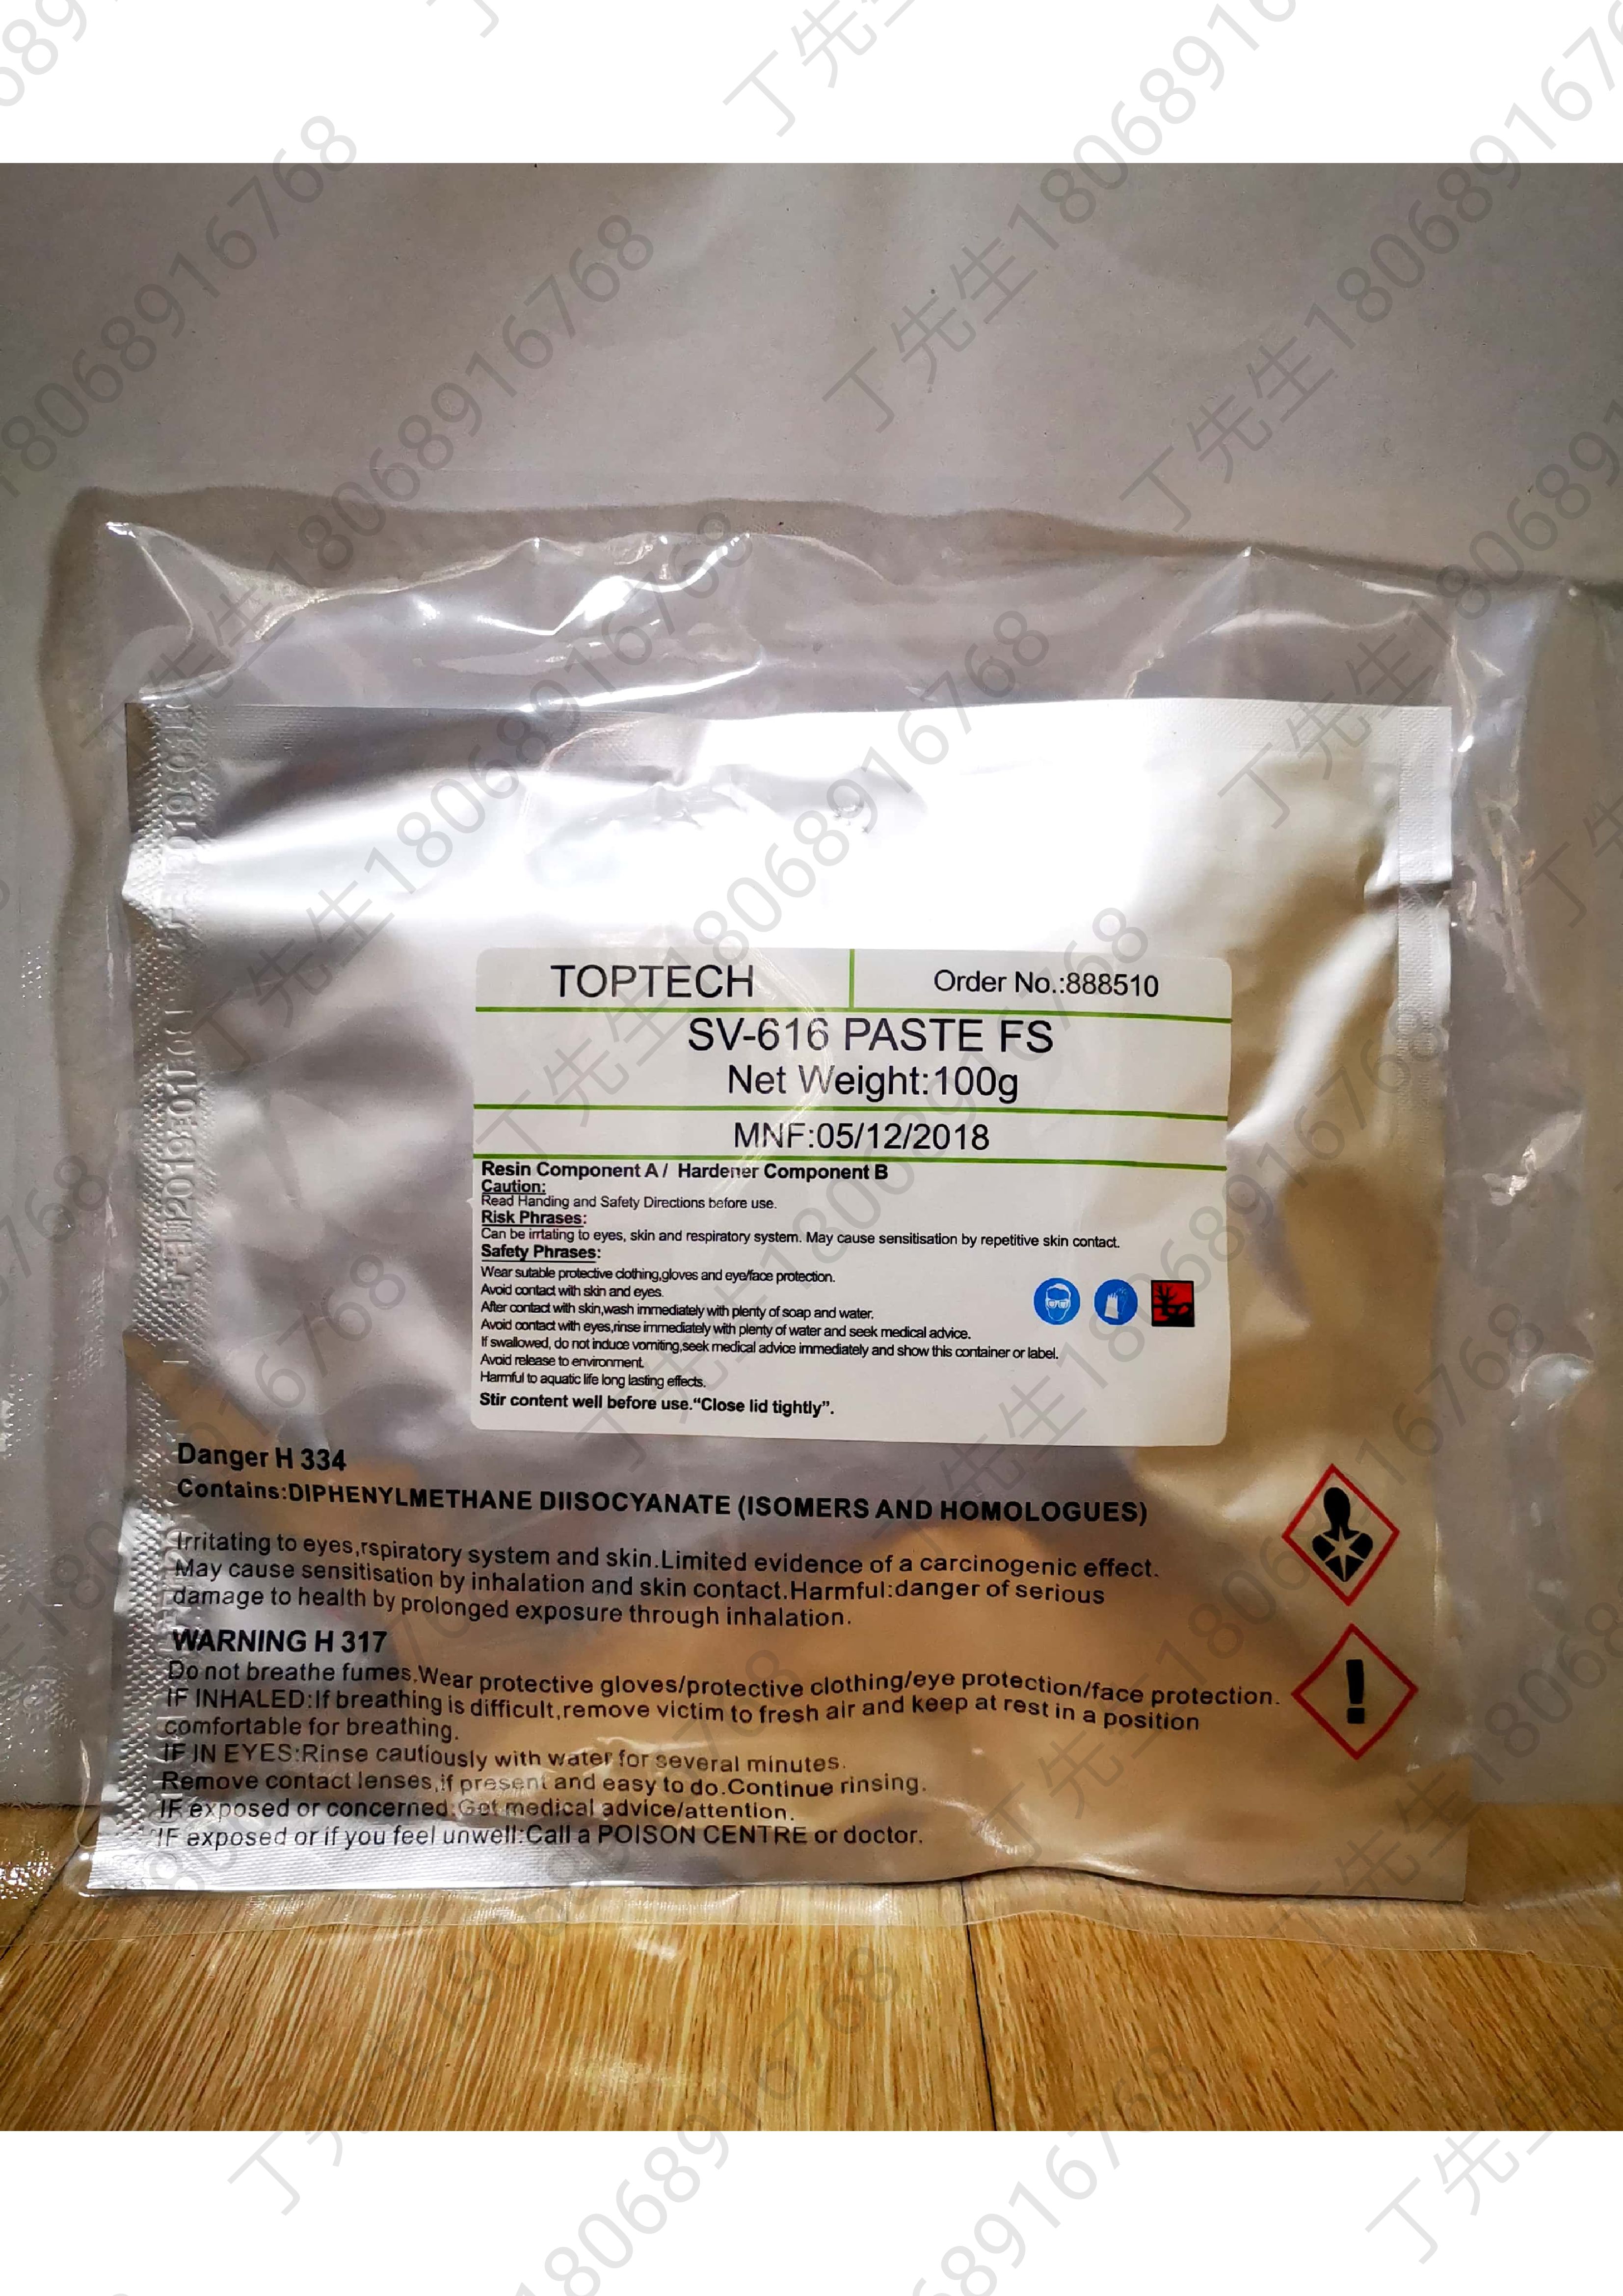 TOPTECH
Order No.:888510
SV-616 PASTE FS
Net Weight:100g
MNF:05/12/2018
Resin Component A / Hardener Component B
Caution:
Read Handing and Safety Directions before use.
Risk Phrases:
Can be irrtating to eyes, skin and respiratory system. May cause sensitisation by repetitive skin contact.
Safety Phrases:
Wear sutable protective clothing,gloves and eye/face protection.
Avoid contact with skin and eyes.
After contact with skin,wash immediately with plenty of soap and water.
Avoid contact with eyes,rinse immediately with plenty of water and seek medical advice.
If swallowed, do not induce vomiting,seek medical advice immediately and show this container or label.
Avoid release to environment.
Harmful to aquatic life long lasting effects.
Stir content well before use.“Close lid tightly”.
Danger H 334
Contains:DIPHENYLMETHANE DIISOCYANATE (ISOMERS AND HOMOLOGUES)
Irritating to eyes,rspiratory system and skin.Limited evidence of a carcinogenic effect.
May cause sensitisation by inhalation and skin contact.Harmful:danger of serious
damage to health by prolonged exposure through inhalation.
WARNING H 317
Do not breathe fumes.Wear protective gloves/protective clothing/eye protection/face protection.
IF INHALED:If breathing is difficult,remove victim to fresh air and keep at rest in a position
comfortable for breathing.
IF IN EYES:Rinse cautiously with water for several minutes.
Remove contact lenses,if present and easy to do.Continue rinsing.
IF exposed or concerned:Get medical advice/attention.
IF exposed or if you feel unwell:Call a POISON CENTRE or doctor.
丁先生18068916768